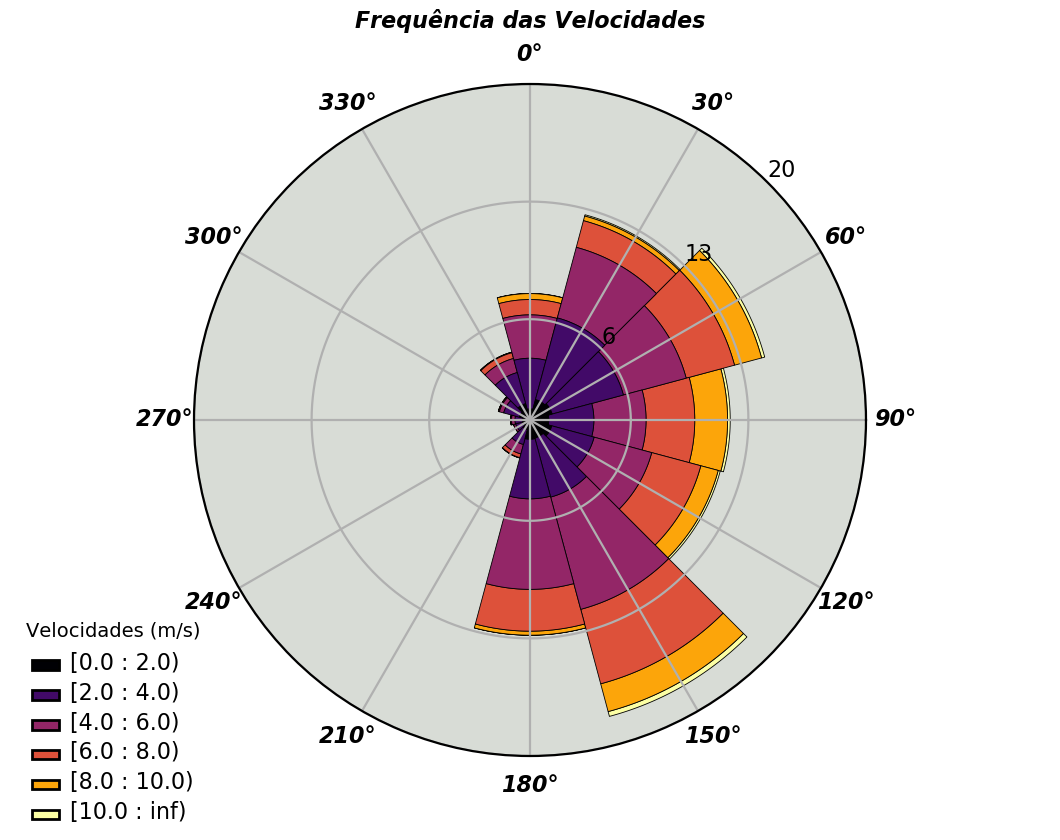 Frequência das Velocidades
0°
330°
30°
20
300°
60°
13
6
270°
90°
240°
120°
210°
150°
180°
Velocidades (m/s)
[0.0 : 2.0)
[2.0 : 4.0)
[4.0 : 6.0)
[6.0 : 8.0)
[8.0 : 10.0)
[10.0 : inf)